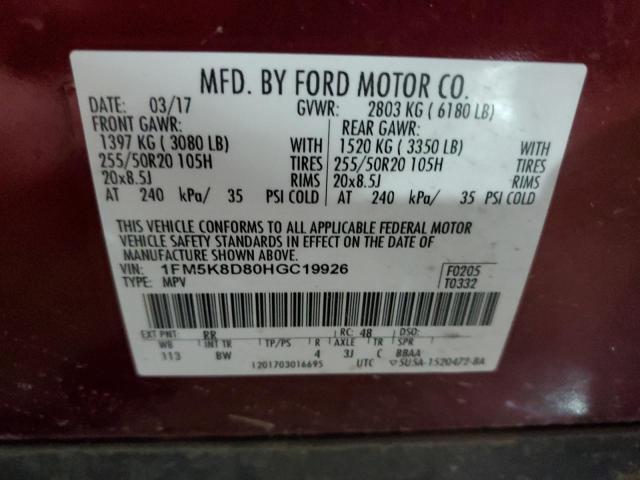 MFD. BY FORD MOTOR CO.
DATE: 03/17 GVWR: 2803 KG ( 6180 LB)
FRONT GAWR: REAR GAWR:
1397 KG ( 3080 LB) WITH 1520 KG ( 3350 LB) WITH
255/50R20 105H TIRES 255/50R20 105H TIRES
20x8.5J RIMS 20x8.5J RIMS
AT 240 kPa/ 35 PSI COLD AT 240 kPa/ 35 PSI COLD
THIS VEHICLE CONFORMS TO ALL APPLICABLE FEDERAL MOTOR
VEHICLE SAFETY STANDARDS IN EFFECT ON THE DATE OF
MANUFACTURE SHOWN ABOVE.
VIN: 1FM5K8D80HGC19926 F0205
TYPE: MPV T0332
EXT PNT: RR RC: 48 DSO:
WB INT TR TP/PS R AXLE TR SPR
113 BW 4 3J C BBAA
1201703016695 UTC ▽5U5A-1520472-BA